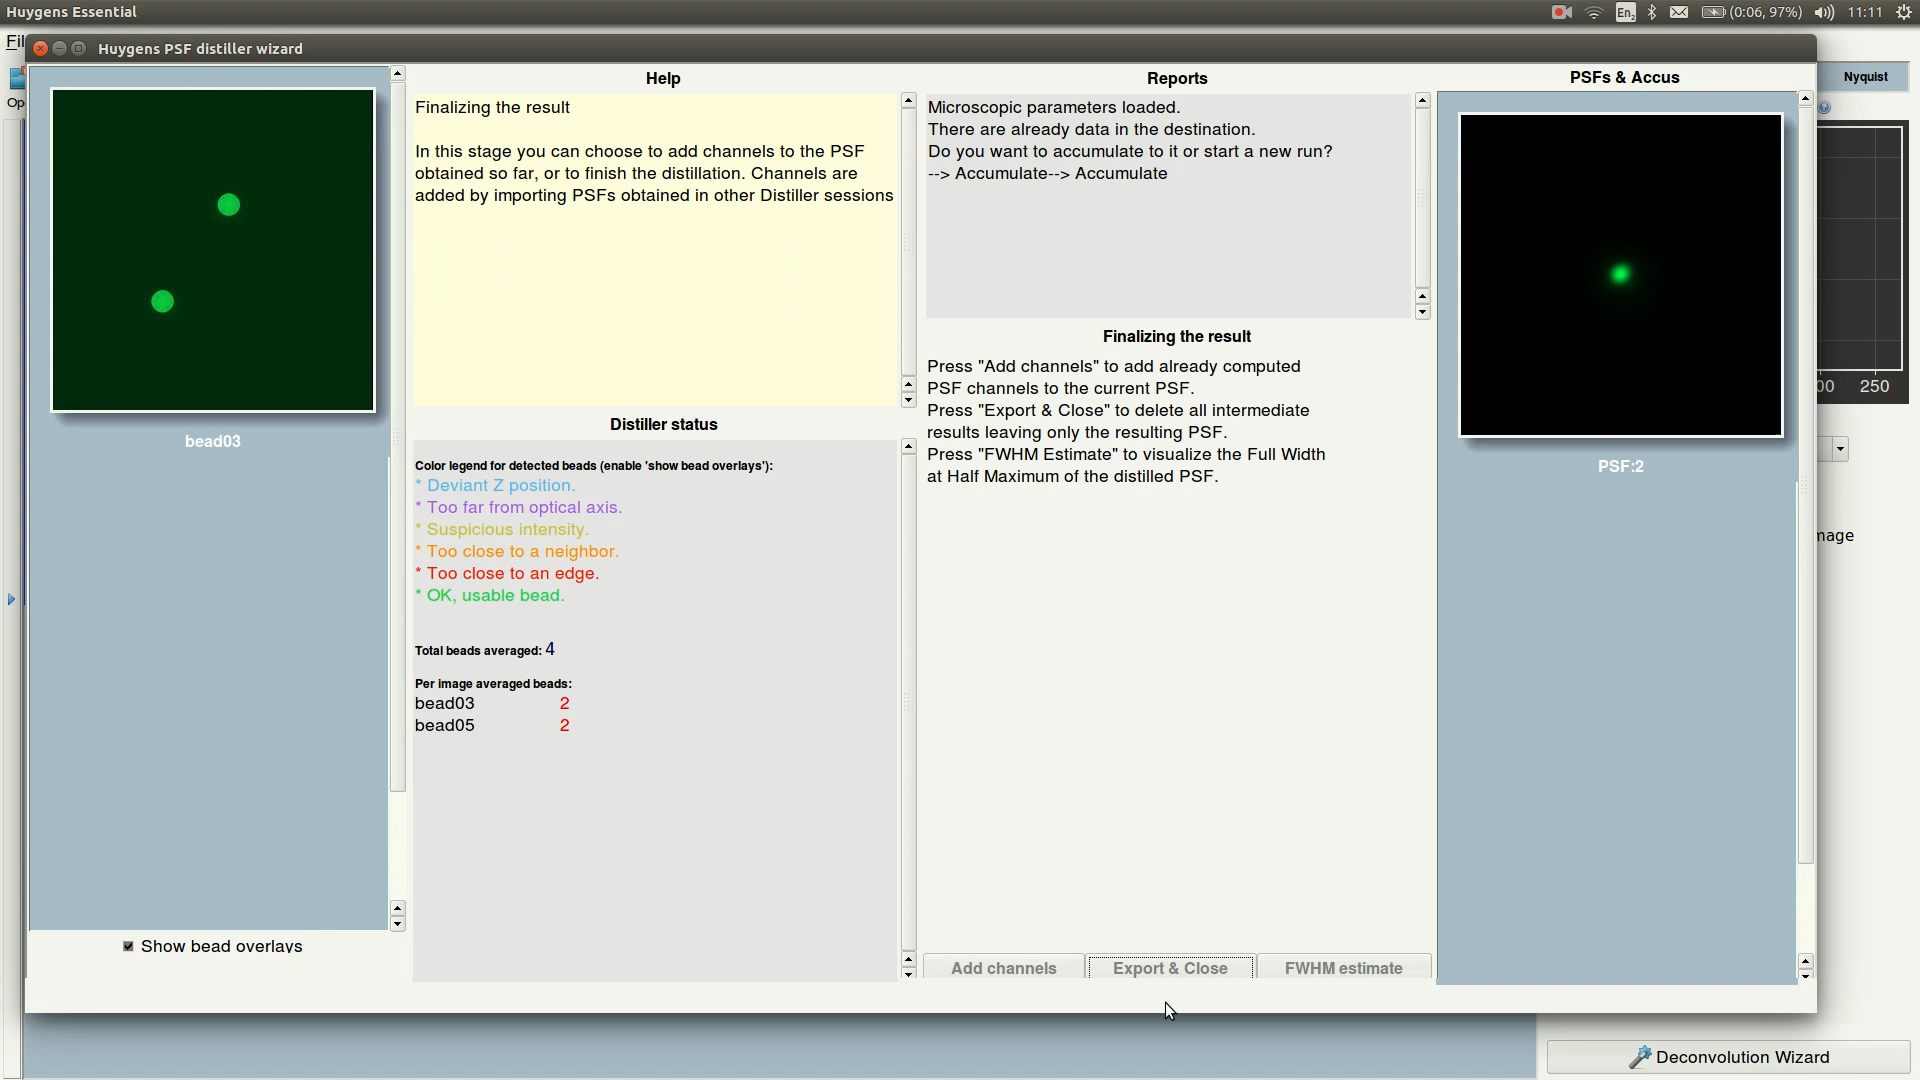 Huygens Essential
En2
(0:06, 97%)
11:11
Fil
Huygens PSF distiller wizard
Op
bead03
Show bead overlays
Help
Finalizing the result
In this stage you can choose to add channels to the PSF
obtained so far, or to finish the distillation. Channels are
added by importing PSFs obtained in other Distiller sessions
Distiller status
Color legend for detected beads (enable 'show bead overlays'):
* Deviant Z position.
* Too far from optical axis.
* Suspicious intensity.
* Too close to a neighbor.
* Too close to an edge.
* OK, usable bead.
Total beads averaged: 4
Per image averaged beads:
bead03 2
bead05 2
Reports
Microscopic parameters loaded.
There are already data in the destination.
Do you want to accumulate to it or start a new run?
--> Accumulate--> Accumulate
Finalizing the result
Press "Add channels" to add already computed
PSF channels to the current PSF.
Press "Export & Close" to delete all intermediate
results leaving only the resulting PSF.
Press "FWHM Estimate" to visualize the Full Width
at Half Maximum of the distilled PSF.
Add channels
Export & Close
FWHM estimate
PSFs & Accus
PSF:2
Nyquist
00 250
mage
Deconvolution Wizard